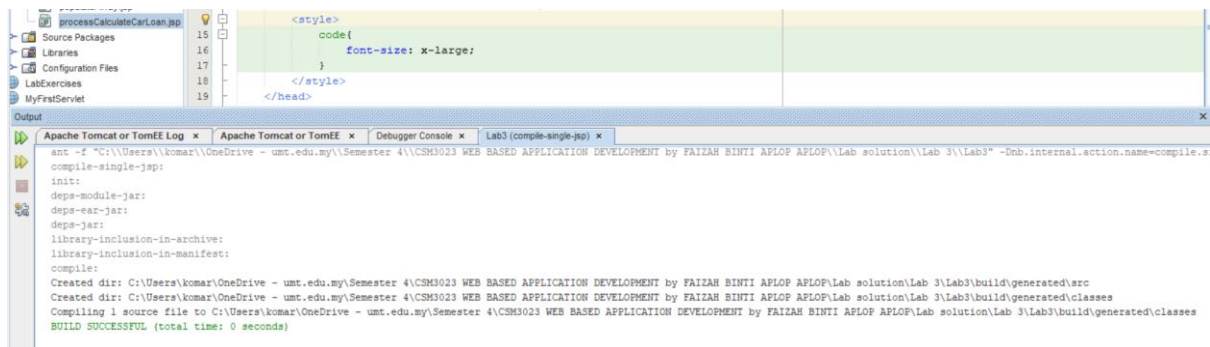 processCalculateCarLoan.jsp
<style>
Source Packages
15
code{
Libraries
16
font-size: x-large;
Configuration Files
17
}
LabExercises
18
</style>
MyFirstServlet
19
</head>
Output
Apache Tomcat or TomEE Log × Apache Tomcat or TomEE × Debugger Console × Lab3 (compile-single-jsp) ×
ant -f "C:\\Users\\komar\\OneDrive - umt.edu.my\\Semester 4\\CSM3023 WEB BASED APPLICATION DEVELOPMENT by FAIZAH BINTI APLOP APLOP\\Lab solution\\Lab 3\\Lab3" -Dnb.internal.action.name=compile.s
compile-single-jsp:
init:
deps-module-jar:
deps-ear-jar:
deps-jar:
library-inclusion-in-archive:
library-inclusion-in-manifest:
compile:
Created dir: C:\Users\komar\OneDrive - umt.edu.my\Semester 4\CSM3023 WEB BASED APPLICATION DEVELOPMENT by FAIZAH BINTI APLOP APLOP\Lab solution\Lab 3\Lab3\build\generated\src
Created dir: C:\Users\komar\OneDrive - umt.edu.my\Semester 4\CSM3023 WEB BASED APPLICATION DEVELOPMENT by FAIZAH BINTI APLOP APLOP\Lab solution\Lab 3\Lab3\build\generated\classes
Compiling 1 source file to C:\Users\komar\OneDrive - umt.edu.my\Semester 4\CSM3023 WEB BASED APPLICATION DEVELOPMENT by FAIZAH BINTI APLOP APLOP\Lab solution\Lab 3\Lab3\build\generated\classes
BUILD SUCCESSFUL (total time: 0 seconds)